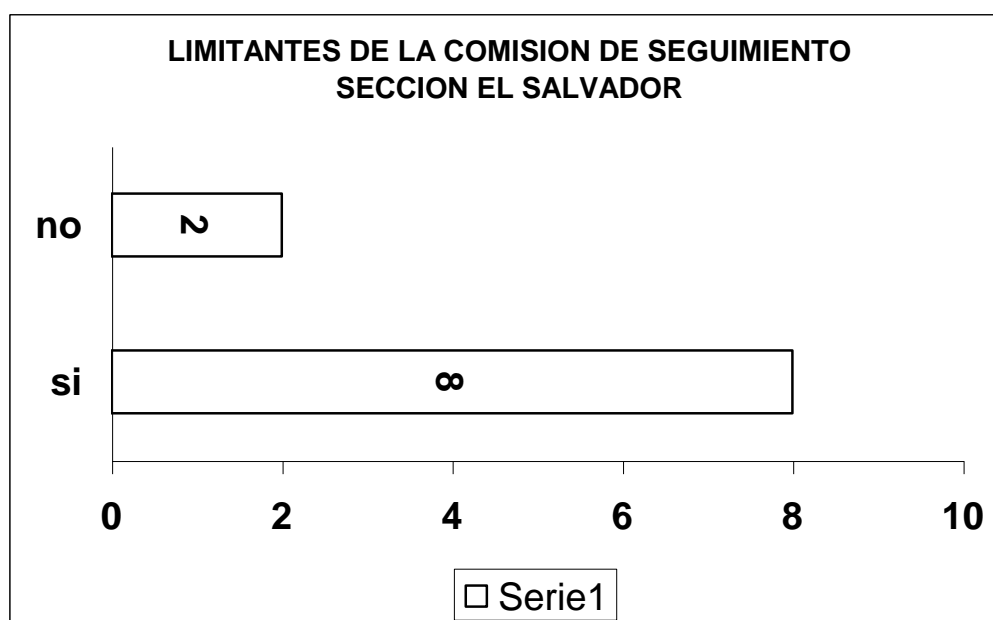 LIMITANTES DE LA COMISION DE SEGUIMIENTO
SECCION EL SALVADOR
no
2
si
8
0 2 4 6 8 10
Serie1